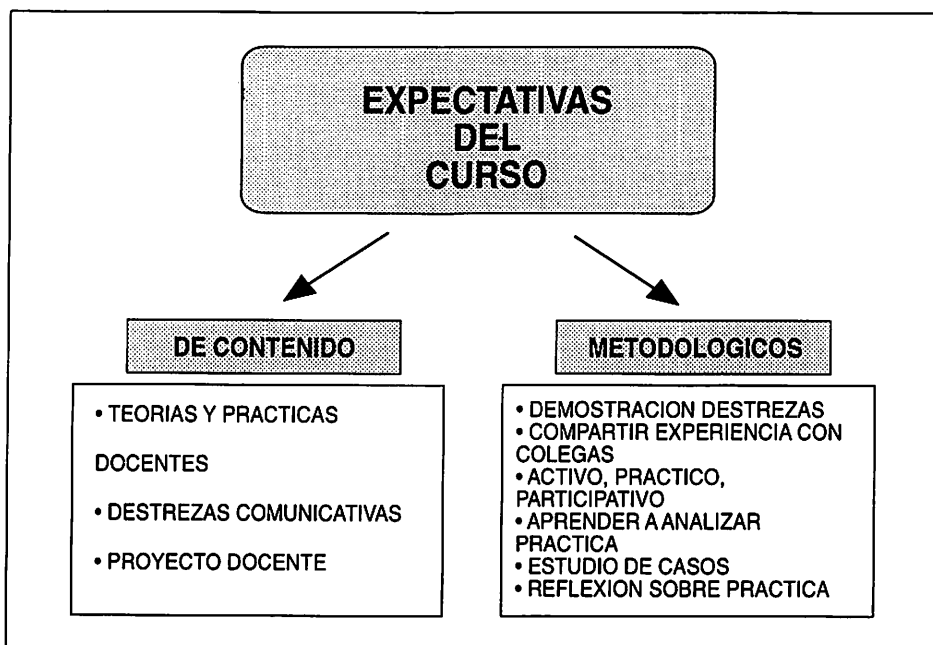 EXPECTATIVAS
DEL
CURSO
DE CONTENIDO
• TEORIAS Y PRACTICAS
DOCENTES
• DESTREZAS COMUNICATIVAS
• PROYECTO DOCENTE
METODOLOGICOS
• DEMOSTRACION DESTREZAS
• COMPARTIR EXPERIENCIA CON
COLEGAS
• ACTIVO, PRACTICO,
PARTICIPATIVO
• APRENDER A ANALIZAR
PRACTICA
• ESTUDIO DE CASOS
• REFLEXION SOBRE PRACTICA